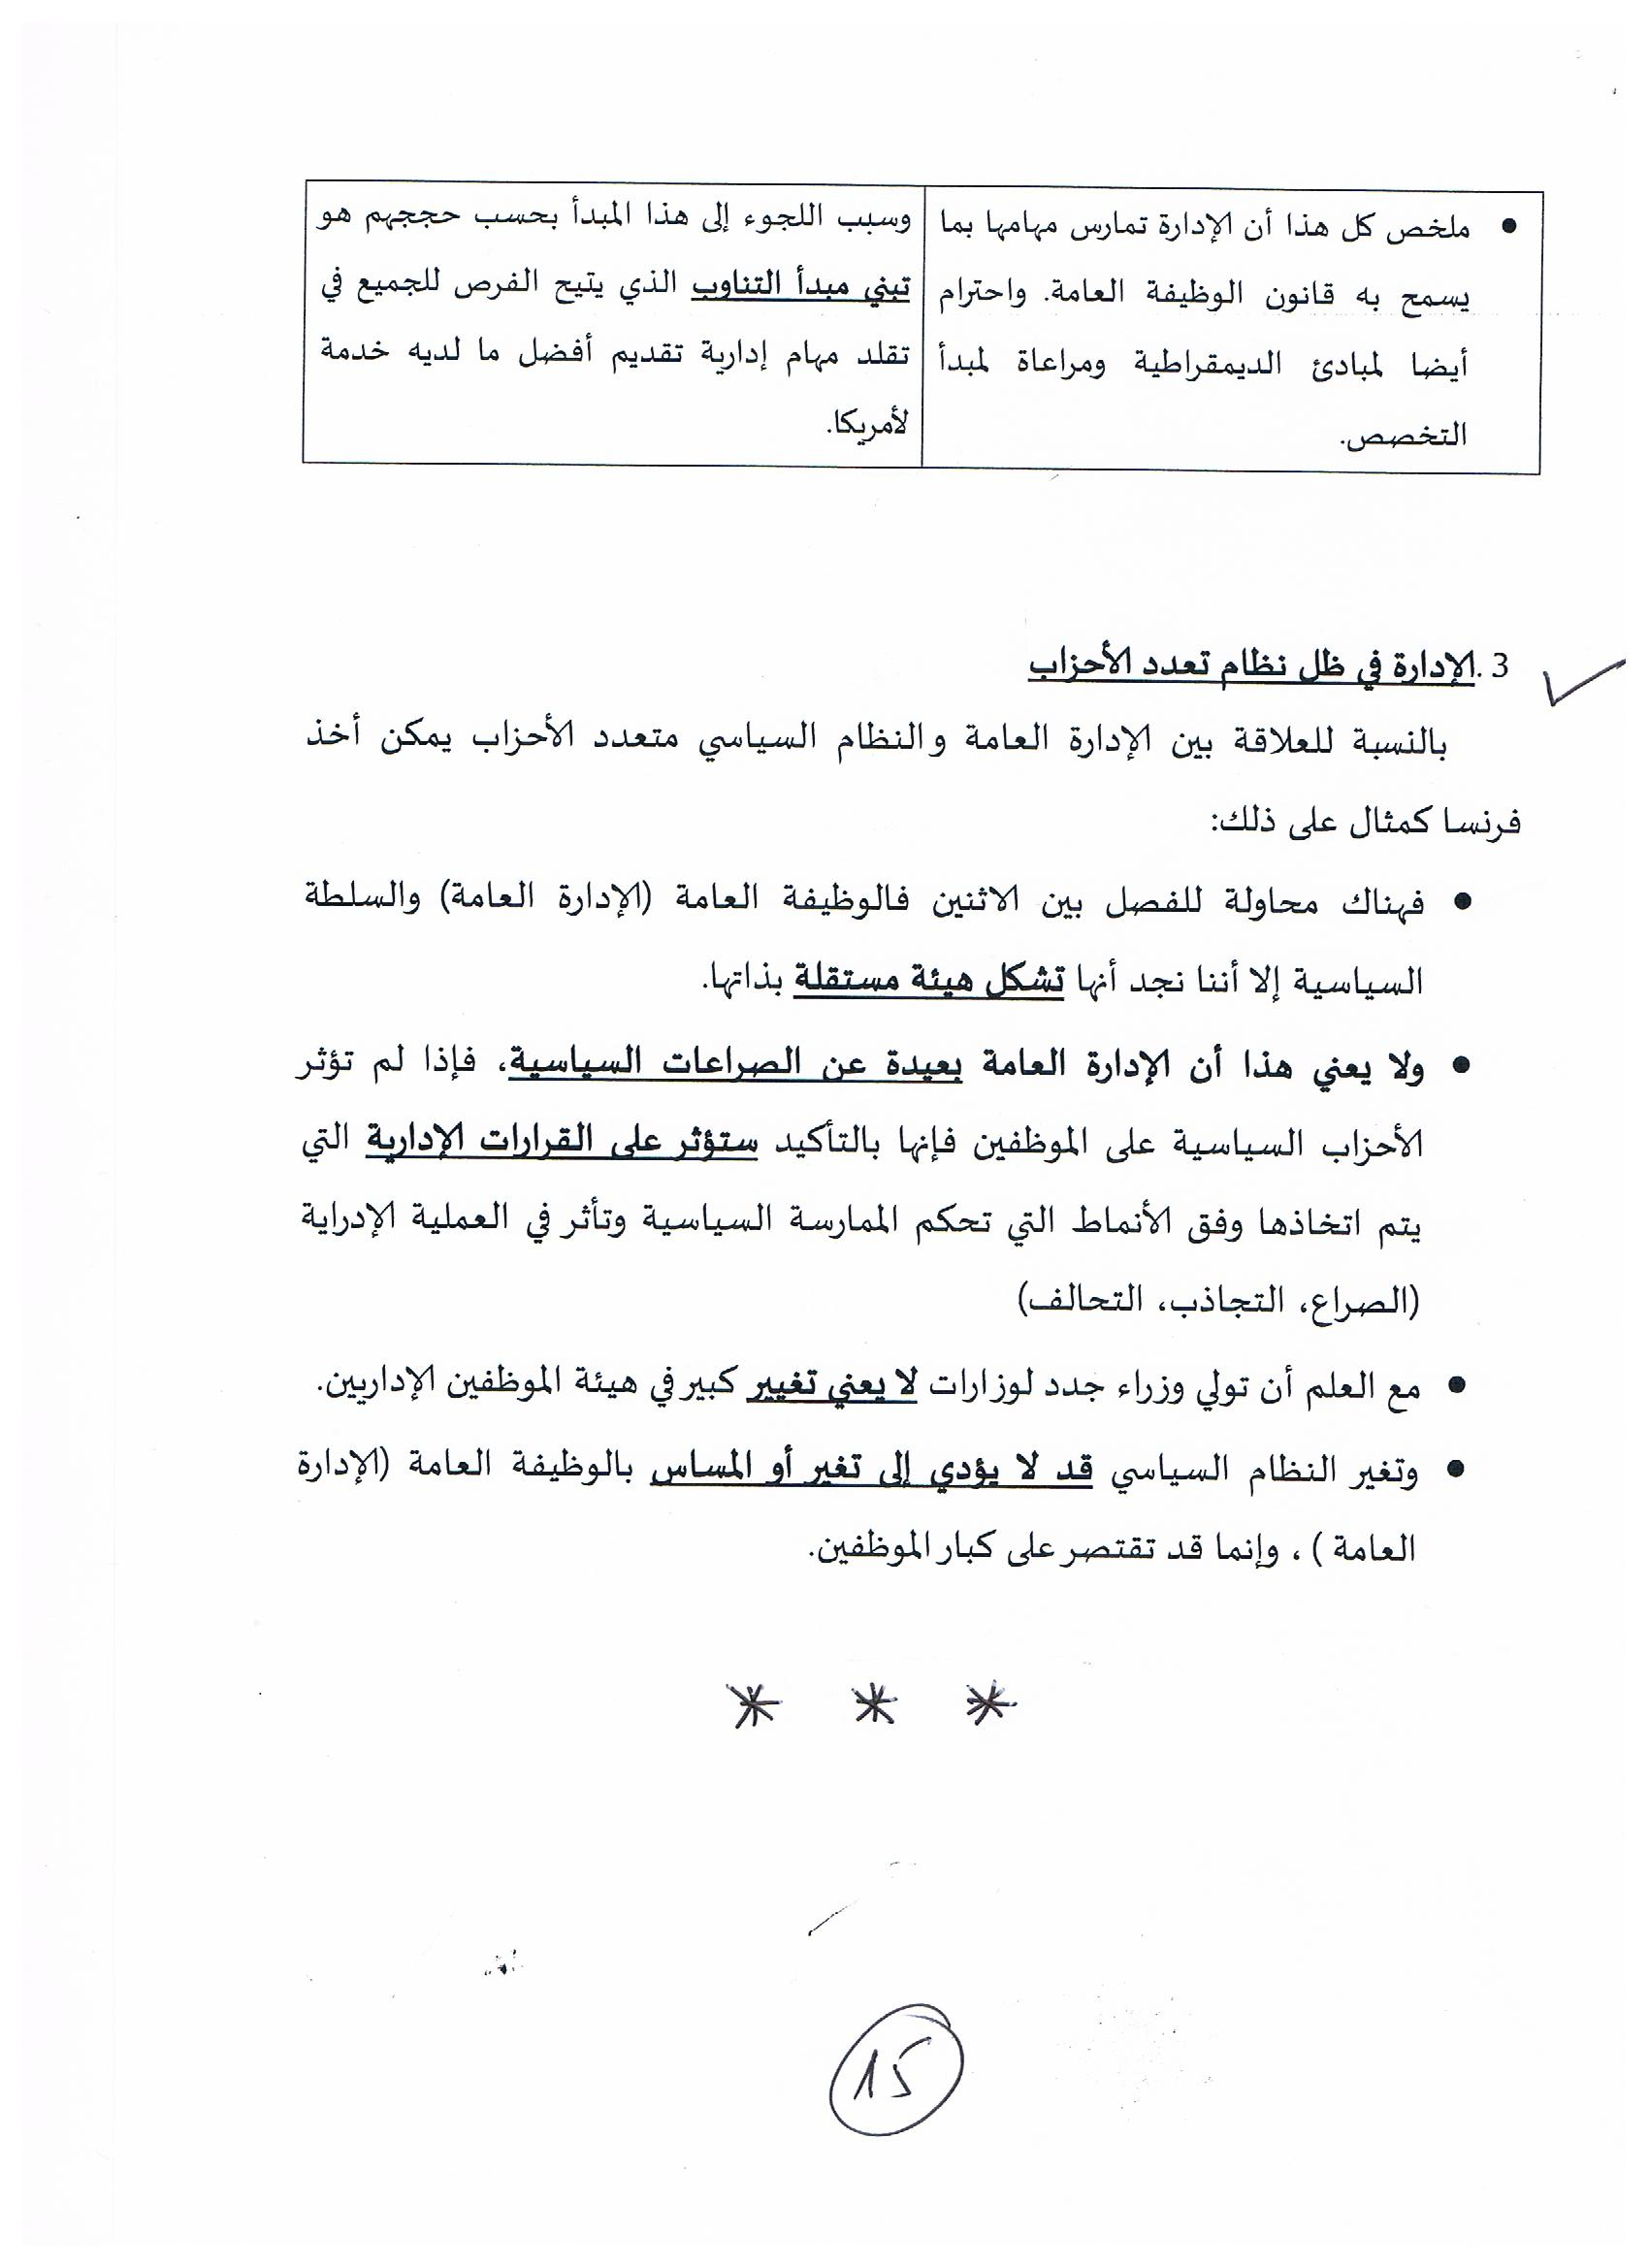 • ملخص كل هذا أن الإدارة تمارس مهامها بما
يسمح به قانون الوظيفة العامة. واحترام
أيضا لمبادئ الديمقراطية ومراعاة لمبدأ
التخصص.
وسبب اللجوء إلى هذا المبدأ بحسب حججهم هو
تبني مبدأ التناوب الذي يتيح الفرص للجميع في
تقلد مهام إدارية تقديم أفضل ما لديه خدمة
لأمريكا.
3 .الإدارة في ظل نظام تعدد الأحزاب
بالنسبة للعلاقة بين الإدارة العامة والنظام السياسي متعدد الأحزاب يمكن أخذ
فرنسا كمثال على ذلك:
• فهناك محاولة للفصل بين الاثنين فالوظيفة العامة (الإدارة العامة) والسلطة
السياسية إلا أننا نجد أنها تشكل هيئة مستقلة بذاتها.
• ولا يعني هذا أن الإدارة العامة بعيدة عن الصراعات السياسية، فإذا لم تؤثر
الأحزاب السياسية على الموظفين فإنها بالتأكيد ستؤثر على القرارات الإدارية التي
يتم اتخاذها وفق الأنماط التي تحكم الممارسة السياسية وتأثر في العملية الإدراية
(الصراع، التجاذب، التحالف)
• مع العلم أن تولي وزراء جدد لوزارات لا يعني تغيير كبير في هيئة الموظفين الإداريين.
• وتغير النظام السياسي قد لا يؤدي إلى تغير أو المساس بالوظيفة العامة (الإدارة
العامة ) ، وإنما قد تقتصر على كبار الموظفين.
* * *
15